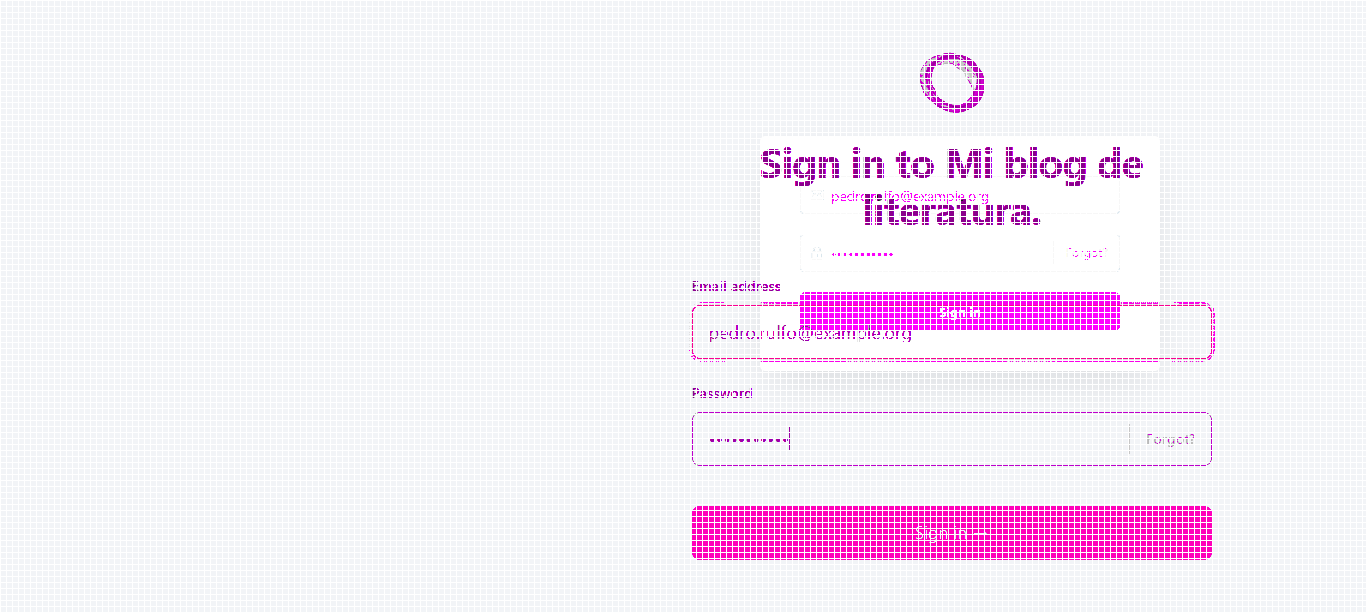 Sign in to Mi blog de
literatura.
pedro.rulfo@example.org
•••••••••••
Forgot?
Sign in
Email address
pedro.rulfo@example.org
Password
•••••••••••
Forgot?
Sign in →